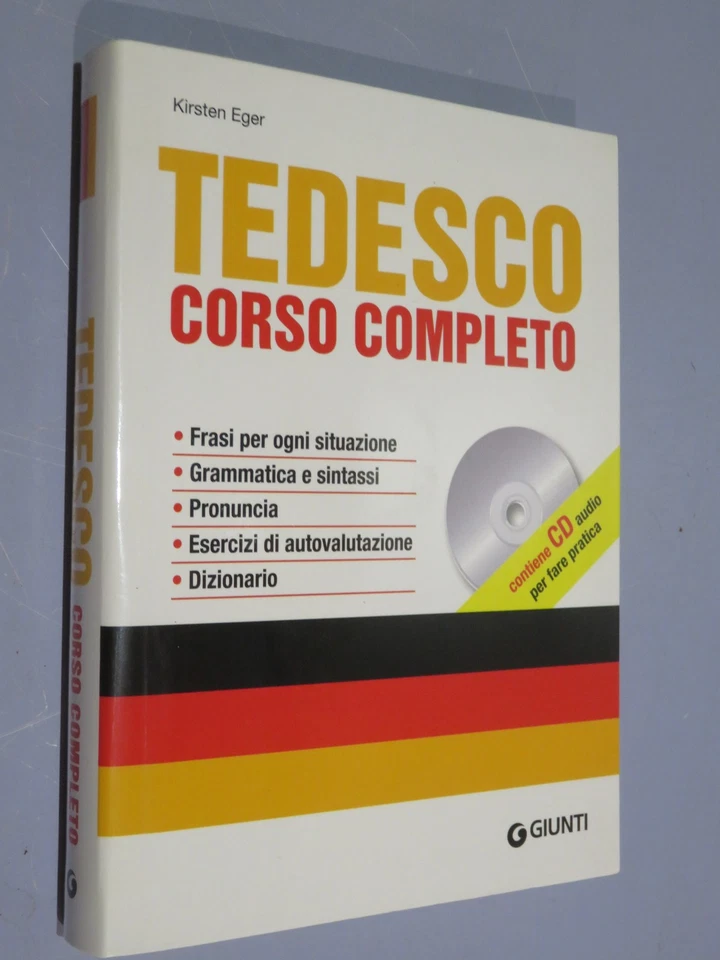 Kirsten Eger
TEDESCO
CORSO COMPLETO
• Frasi per ogni situazione
• Grammatica e sintassi
• Pronuncia
• Esercizi di autovalutazione
• Dizionario
contiene CD audio
per fare pratica
GIUNTI
TEDESCO CORSO COMPLETO